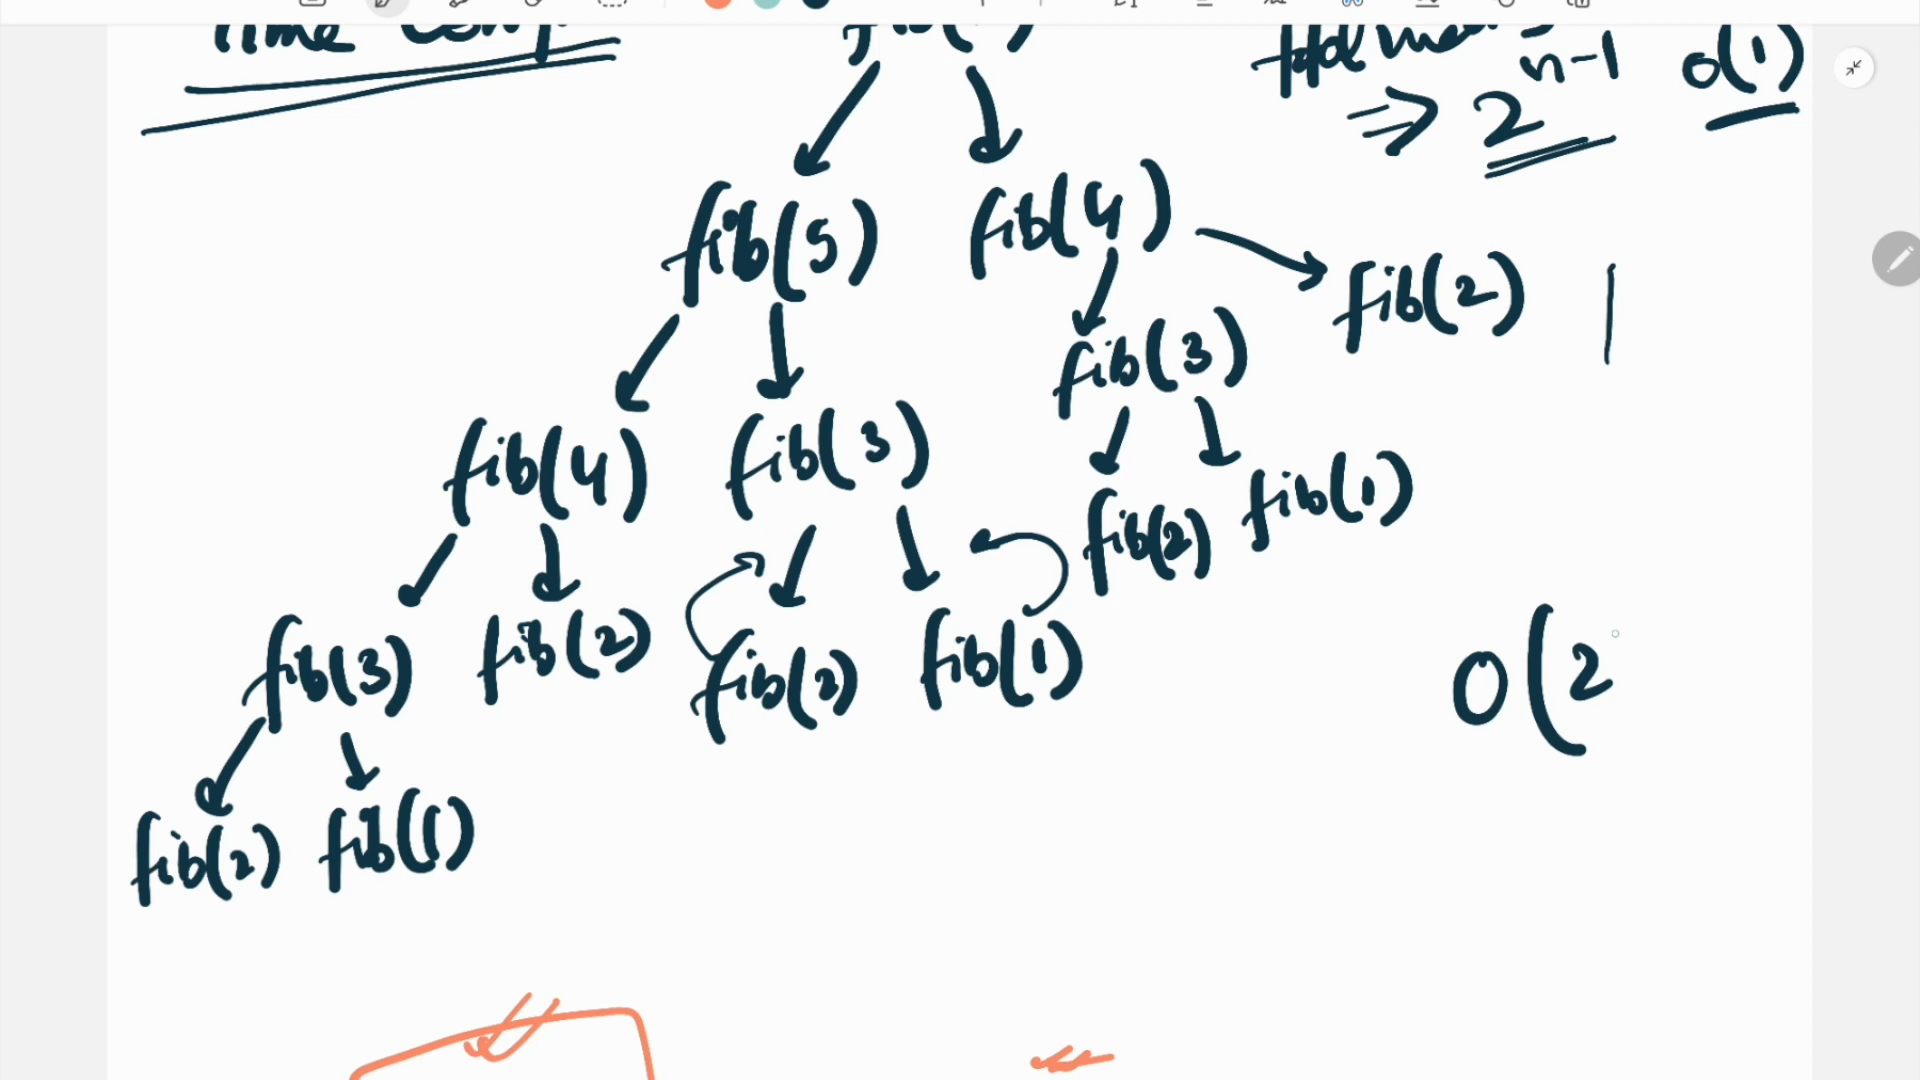 Time
n-1 O(1)
=> 2
fib(5) fib(4)
fib(2) |
fib(3)
fib(4) fib(3)
fib(2) fib(1)
fib(3) fib(2) fib(2) fib(1)
O(2
fib(2) fib(1)